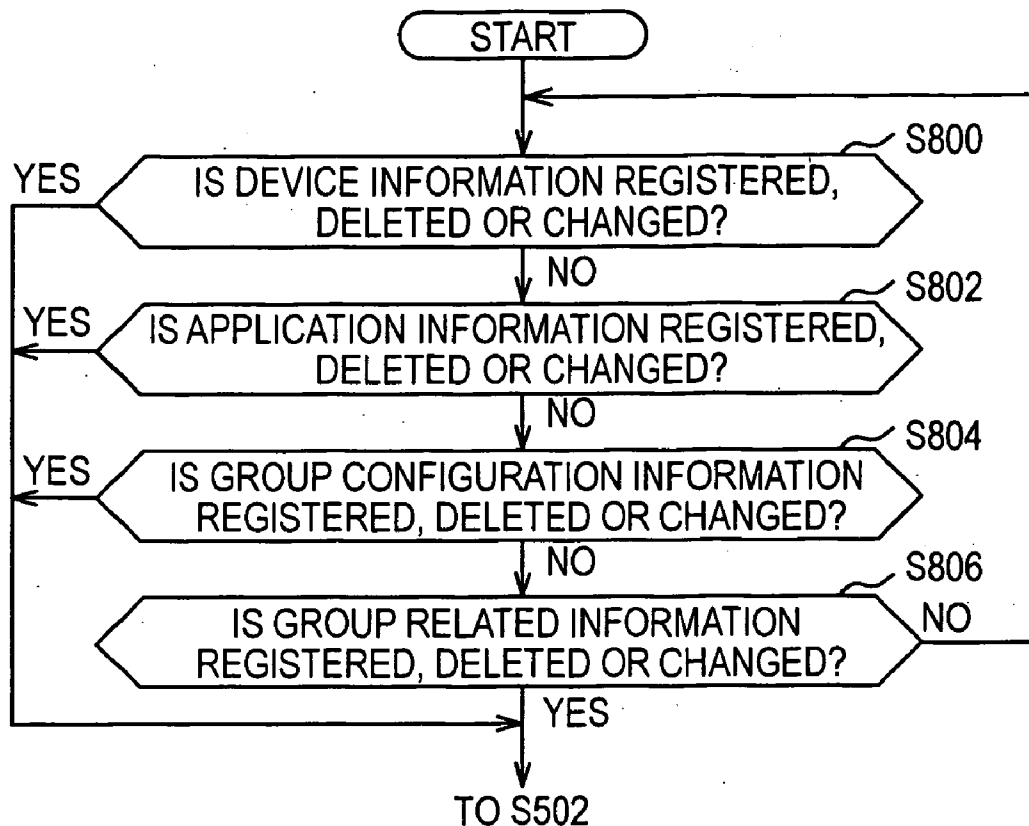 START
S800
YES
IS DEVICE INFORMATION REGISTERED,
DELETED OR CHANGED?
NO
S802
YES
IS APPLICATION INFORMATION REGISTERED,
DELETED OR CHANGED?
NO
S804
YES
IS GROUP CONFIGURATION INFORMATION
REGISTERED, DELETED OR CHANGED?
NO
S806
IS GROUP RELATED INFORMATION
REGISTERED, DELETED OR CHANGED?
NO
YES
TO S502